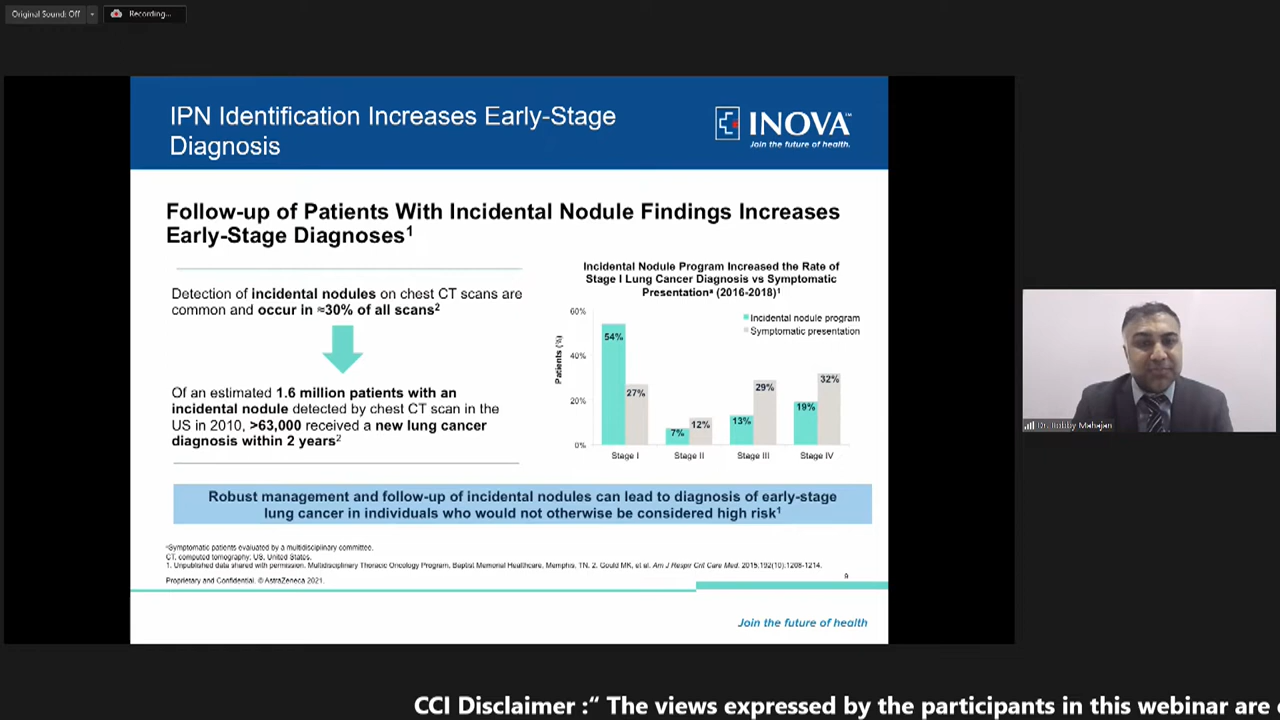 Original Sound: Off
Recording...
IPN Identification Increases Early-Stage
Diagnosis
INOVA™
Join the future of health.
Follow-up of Patients With Incidental Nodule Findings Increases
Early-Stage Diagnoses¹
Detection of incidental nodules on chest CT scans are
common and occur in ≈30% of all scans²
Of an estimated 1.6 million patients with an
incidental nodule detected by chest CT scan in the
US in 2010, >63,000 received a new lung cancer
diagnosis within 2 years²
Incidental Nodule Program Increased the Rate of
Stage I Lung Cancer Diagnosis vs Symptomatic
Presentationᵃ (2016-2018)¹
Incidental nodule program
Symptomatic presentation
Patients (%)
60%
40%
20%
0%
54%
27%
7%
12%
13%
29%
19%
32%
Stage I
Stage II
Stage III
Stage IV
Robust management and follow-up of incidental nodules can lead to diagnosis of early-stage
lung cancer in individuals who would not otherwise be considered high risk¹
ᵃSymptomatic patients evaluated by a multidisciplinary committee.
CT, computed tomography; US, United States.
1. Unpublished data shared with permission. Multidisciplinary Thoracic Oncology Program, Baptist Memorial Healthcare, Memphis, TN. 2. Gould MK, et al. Am J Respir Crit Care Med. 2015;192(10):1208-1214.
Proprietary and Confidential. © AstraZeneca 2021.
9
Join the future of health
Dr. Bobby Mahajan
CCI Disclaimer :“ The views expressed by the participants in this webinar are